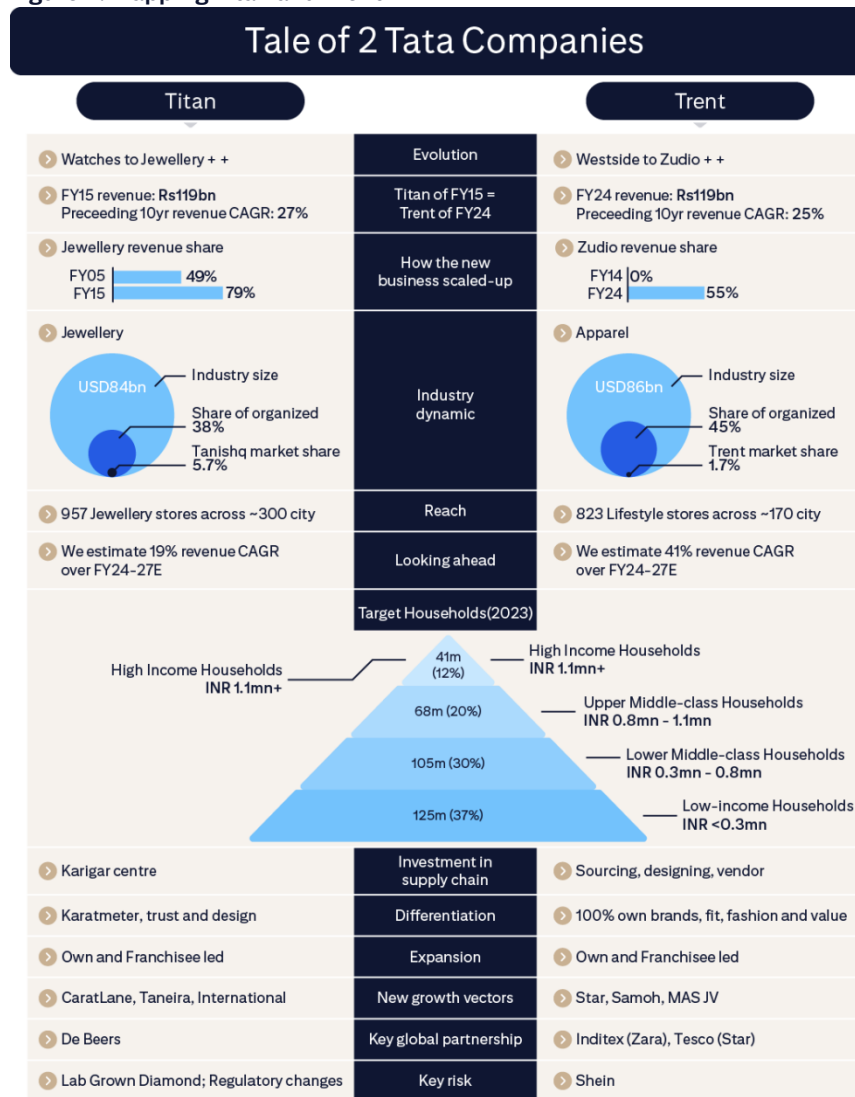 Tale of 2 Tata Companies
Titan
Trent
Watches to Jewellery + +
Evolution
Westside to Zudio + +
FY15 revenue: Rs119bn
Preceeding 10yr revenue CAGR: 27%
Titan of FY15 =
Trent of FY24
FY24 revenue: Rs119bn
Preceeding 10yr revenue CAGR: 25%
Jewellery revenue share
FY05 49%
FY15 79%
How the new
business scaled-up
Zudio revenue share
FY14 0%
FY24 55%
Jewellery
USD84bn
Industry size
Share of organized
38%
Tanishq market share
5.7%
Industry
dynamic
Apparel
USD86bn
Industry size
Share of organized
45%
Trent market share
1.7%
957 Jewellery stores across ~300 city
Reach
823 Lifestyle stores across ~170 city
We estimate 19% revenue CAGR
over FY24-27E
Looking ahead
We estimate 41% revenue CAGR
over FY24-27E
Target Households(2023)
High Income Households
INR 1.1mn+
41m
(12%)
High Income Households
INR 1.1mn+
68m (20%)
Upper Middle-class Households
INR 0.8mn - 1.1mn
105m (30%)
Lower Middle-class Households
INR 0.3mn - 0.8mn
125m (37%)
Low-income Households
INR <0.3mn
Karigar centre
Investment in
supply chain
Sourcing, designing, vendor
Karatmeter, trust and design
Differentiation
100% own brands, fit, fashion and value
Own and Franchisee led
Expansion
Own and Franchisee led
CaratLane, Taneira, International
New growth vectors
Star, Samoh, MAS JV
De Beers
Key global partnership
Inditex (Zara), Tesco (Star)
Lab Grown Diamond; Regulatory changes
Key risk
Shein